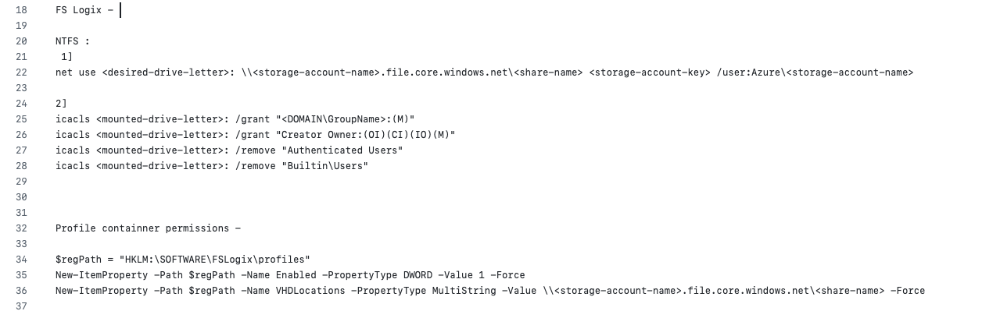 18 FS Logix -
19
20 NTFS :
21 1]
22 net use <desired-drive-letter>: \\<storage-account-name>.file.core.windows.net\<share-name> <storage-account-key> /user:Azure\<storage-account-name>
23
24 2]
25 icacls <mounted-drive-letter>: /grant "<DOMAIN\GroupName>:(M)"
26 icacls <mounted-drive-letter>: /grant "Creator Owner:(OI)(CI)(IO)(M)"
27 icacls <mounted-drive-letter>: /remove "Authenticated Users"
28 icacls <mounted-drive-letter>: /remove "Builtin\Users"
29
30
31
32 Profile containner permissions -
33
34 $regPath = "HKLM:\SOFTWARE\FSLogix\profiles"
35 New-ItemProperty -Path $regPath -Name Enabled -PropertyType DWORD -Value 1 -Force
36 New-ItemProperty -Path $regPath -Name VHDLocations -PropertyType MultiString -Value \\<storage-account-name>.file.core.windows.net\<share-name> -Force
37